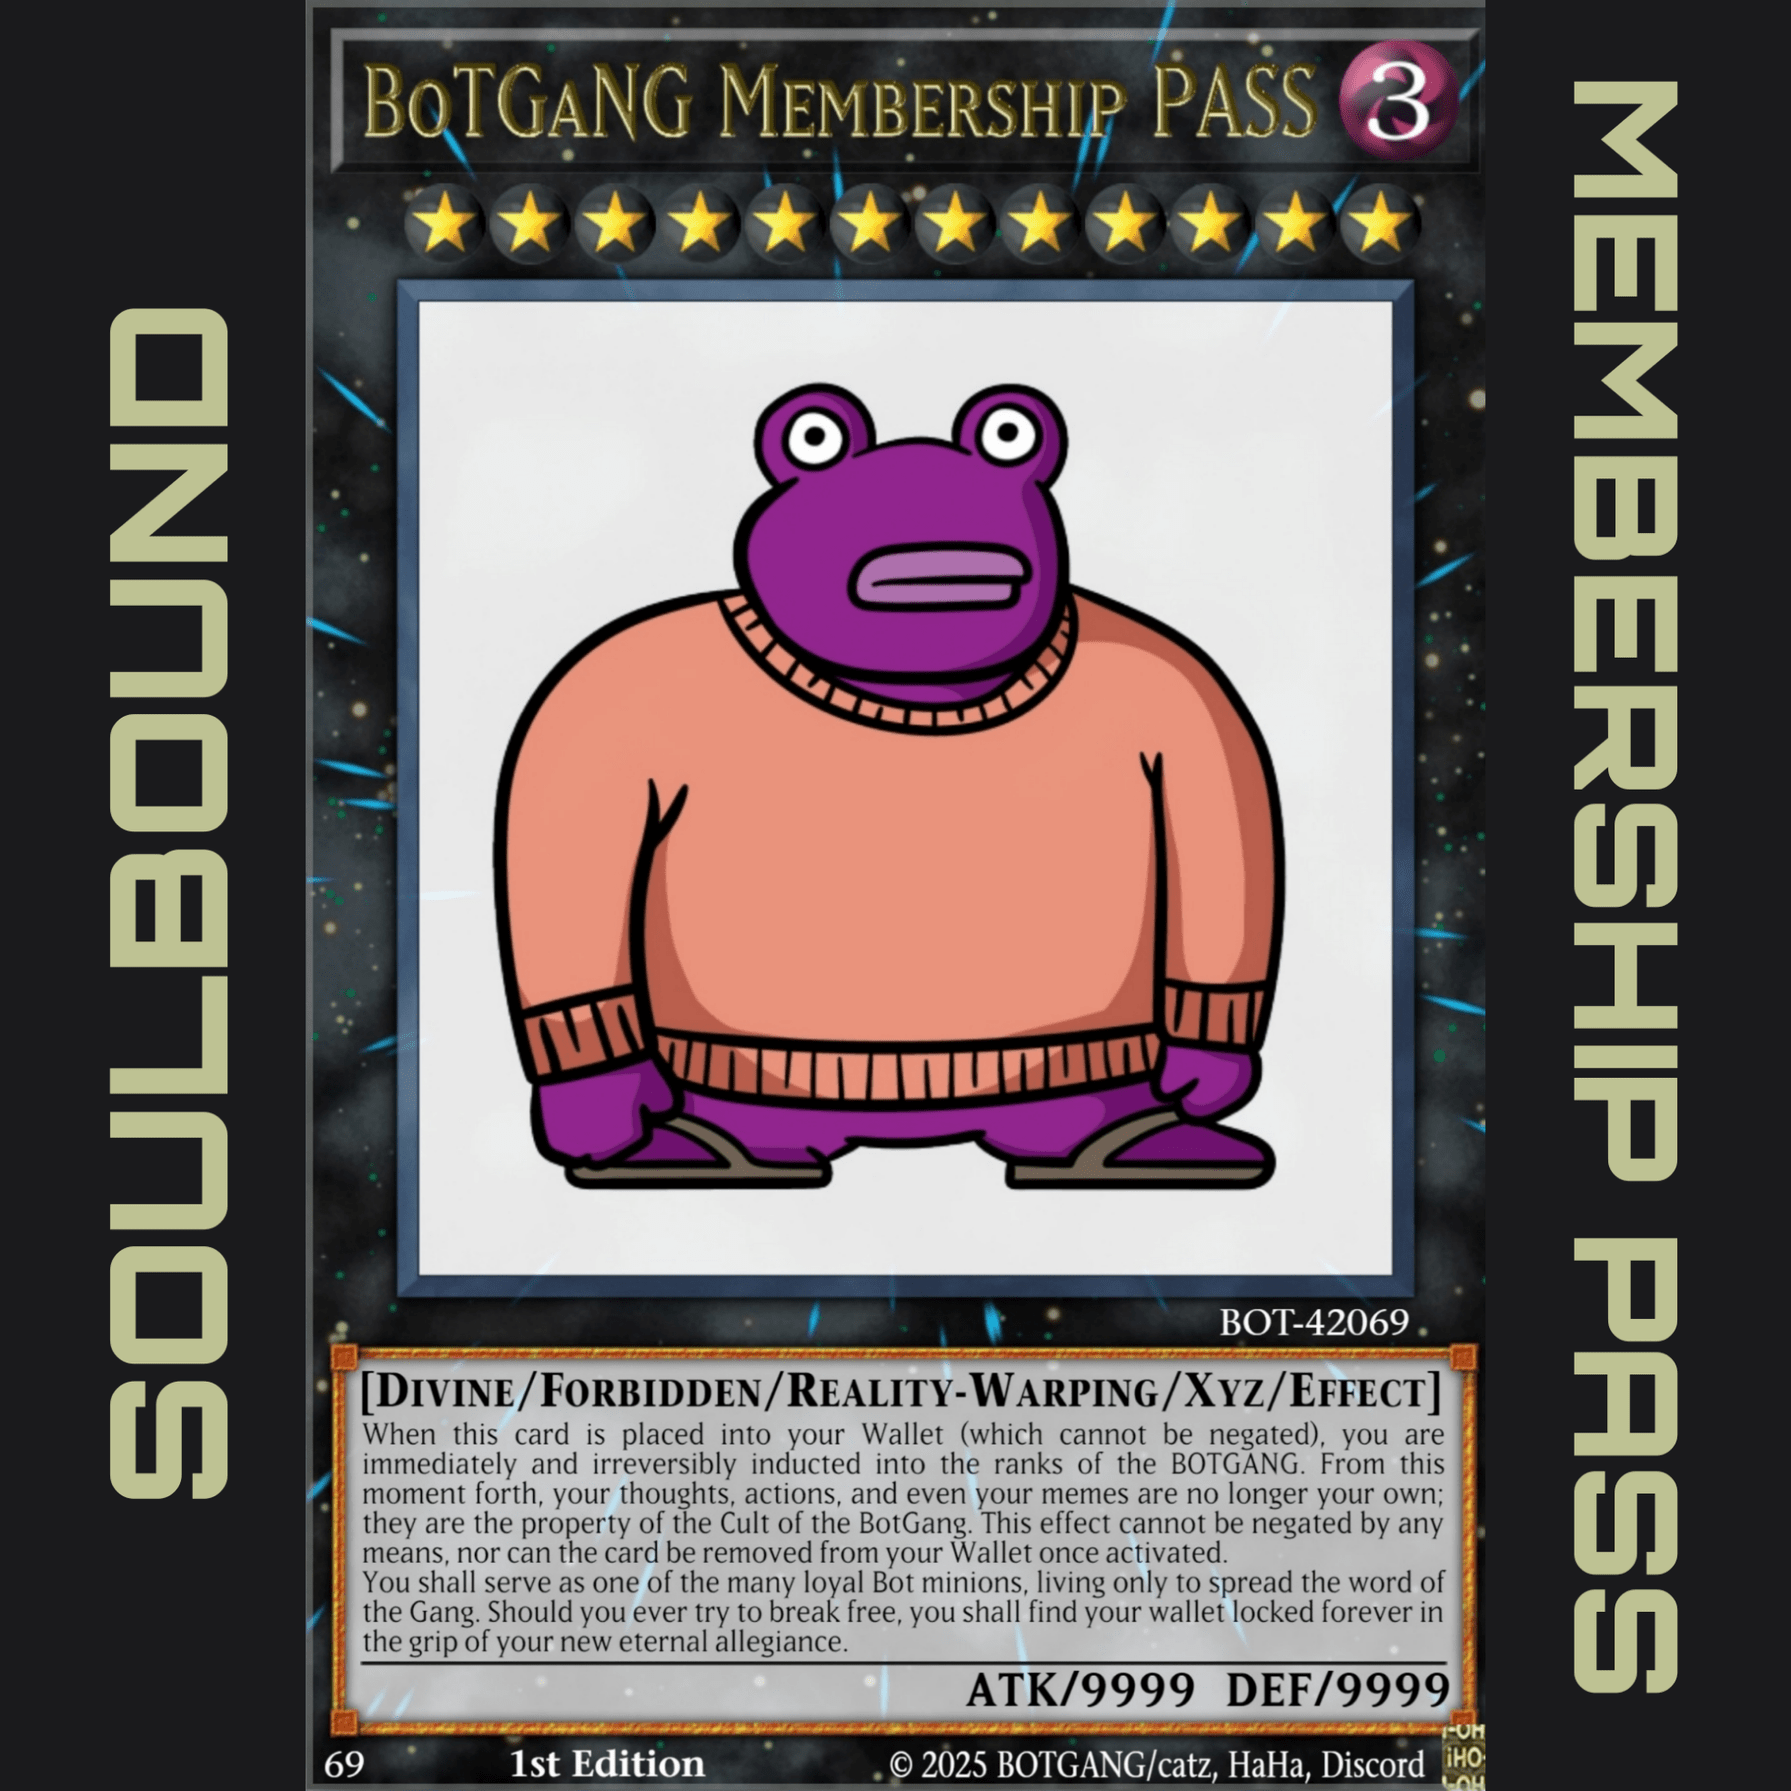 SOULBOUND
BoTGaNG Membership PASS 3
BOT-42069
[Divine/Forbidden/Reality-Warping/Xyz/Effect]
When this card is placed into your Wallet (which cannot be negated), you are
immediately and irreversibly inducted into the ranks of the BOTGANG. From this
moment forth, your thoughts, actions, and even your memes are no longer your own;
they are the property of the Cult of the BotGang. This effect cannot be negated by any
means, nor can the card be removed from your Wallet once activated.
You shall serve as one of the many loyal Bot minions, living only to spread the word of
the Gang. Should you ever try to break free, you shall find your wallet locked forever in
the grip of your new eternal allegiance.
ATK/9999 DEF/9999
69 1st Edition © 2025 BOTGANG/catz, HaHa, Discord
MEMBERSHIP PASS